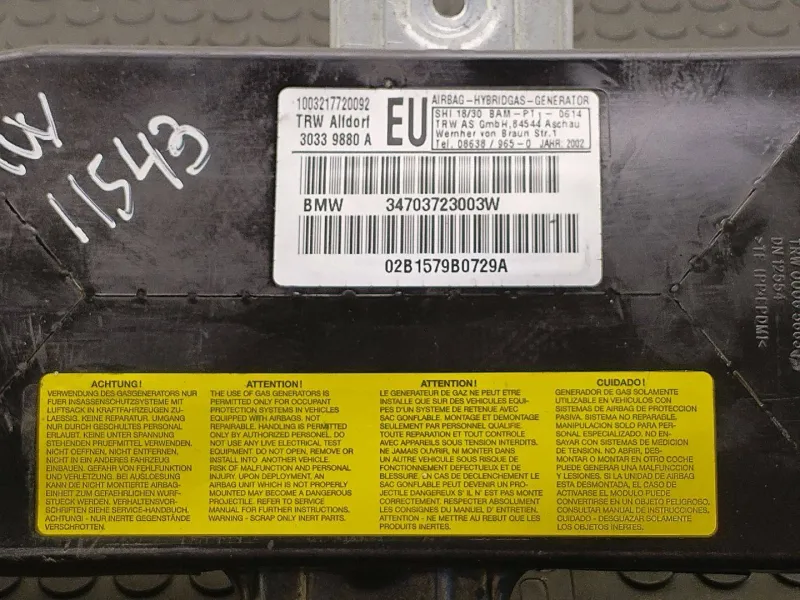 11543
1003217720092
TRW Alfdorf
3033 9880 A
EU
AIRBAG-HYBRIDGAS-GENERATOR
SHI 18/30 BAM-PT1-0614
TRW AS GmbH, 84544 Aschau
Wernher von Braun Str.1
Tel. 08638/965-0 JAHR:2002
BMW 34703723003W
02B1579B0729A
DN 12554
ACHTUNG!
VERWENDUNG DES GASGENERATORS NUR
FUER INSASSENSCHUTZSYSTEME MIT
LUFTSACK IN KRAFTFAHRZEUGEN ZU-
LAESSIG. KEINE REPARATUR. UMGANG
NUR DURCH GESCHULTES PERSONAL
ERLAUBT. KEINE UNTER SPANNUNG
STEHENDEN PRUEFMITTEL VERWENDEN.
NICHT OEFFNEN, NICHT ENTFERNEN,
NICHT IN EINEM ANDERES FAHRZEUG
EINBAUEN. GEFAHR VON FEHLFUNKTION
UND VERLETZUNG. BEI AUSLOESUNG
KANN DIE NICHT MONTIERTE AIRBAG-
EINHEIT ZUM GEFAEHRLICHEN WURF-
STUECK WERDEN. VERHALTENSVOR-
SCHRIFTEN SIEHE SERVICE-HANDBUCH.
ACHTUNG! - NUR INERTE GEGENSTÄNDE
VERSCHROTTEN.
ATTENTION!
THE USE OF GAS GENERATORS IS
PERMITTED ONLY FOR OCCUPANT
PROTECTION SYSTEMS IN VEHICLES
EQUIPPED WITH AIRBAGS. NOT
REPAIRABLE. HANDLING IS PERMITTED
ONLY BY AUTHORIZED PERSONEL. DO
NOT USE ANY LIVE ELECTRICAL TEST
EQUIPMENT. DO NOT OPEN, REMOVE OR
INSTALL INTO ANOTHER VEHICLE.
RISK OF MALFUNCTION AND PERSONAL
INJURY. UPON DEPLOYMENT, AN
AIRBAG UNIT WHICH IS NOT PROPERLY
MOUNTED MAY BECOME A DANGEROUS
PROJECTILE. REFER TO SERVICE
MANUAL FOR FURTHER INSTRUCTIONS.
WARNING - SCRAP ONLY INERT PARTS.
ATTENTION!
LE GENERATEUR DE GAZ NE PEUT ÊTRE
INSTALLE QUE SUR DES VEHICULES EQUI-
PES D'UN SYSTEME DE RETENUE AVEC
SAC GONFLABLE. MONTAGE ET DEMONTAGE
SEULEMENT PAR PERSONNEL QUALIFIE.
TOUTE REPARATION ET TOUT CONTROLE
AVEC APPAREILS SOUS TENSION INTERDITS.
NE JAMAIS OUVRIR, NI MONTER DANS
UN AUTRE VEHICULE SOUS RISQUE DE
FONCTIONNEMENT DEFECTUEUX ET DE
BLESSURE. EN CAS DE DECLENCHEMENT LE
SAC GONFLABLE PEUT DEVENIR UN PRO-
JECTILE DANGEREUX S' IL N' EST PAS MONTE
CORRECTEMENT. RESPECTER ABSOLUMENT
LES CONSIGNES DU MANUEL D' ENTRETIEN.
ATTENTION - NE METTRE AU REBUT QUE LES
PRODUITS INERTES.
CUIDADO!
GENERADOR DE GAS SOLAMENTE
UTILIZABLE EN VEHICULOS CON
SISTEMAS DE AIRBAG DE PROTECCION
PASIVA. SISTEMA NO REPARABLE.
MANIPULACION SOLO PARA PER-
SONAL ESPECIALIZADO. NO EN-
SAYAR CON SISTEMAS DE MEDICION
DE TENSION. NO ABRIR, DES-
MONTAR O MONTAR EN OTRO COCHE
PUEDE GENERAR UNA MALFUNCION
Y LESIONES. SI LA UNIDAD DE AIRBAG
ESTA DESMONTADA, EL CASO DE
ACTIVARSE EL MODULO PUEDE
CONVERTIRSE EN UN OBJETO PELIGROSO.
CONSULTAR MANUAL DE INSTRUCCIONES.
CUIDADO - DESGUAZAR SOLAMENTE
LOS OBJETOS INERTES.